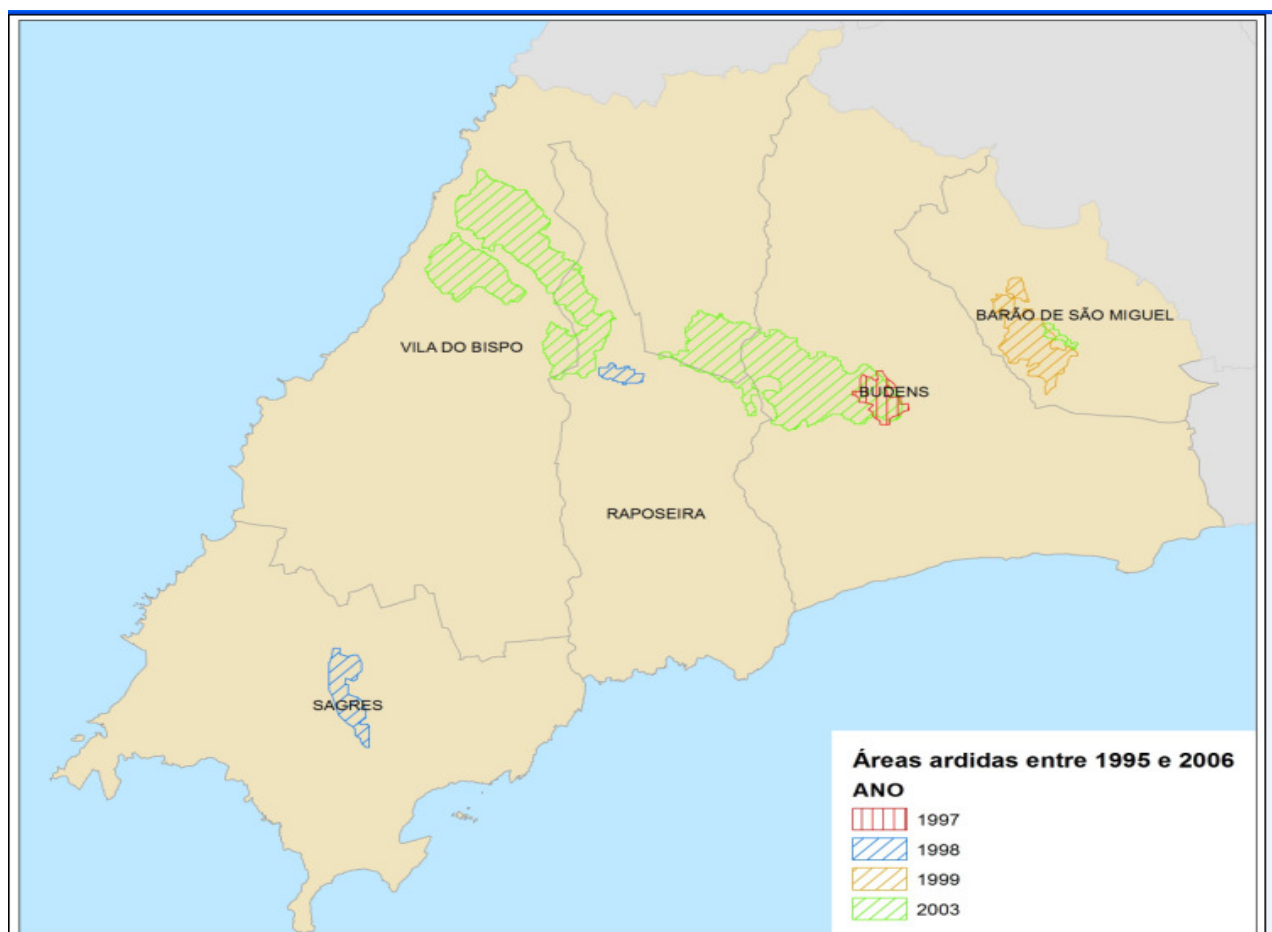 BARÃO DE SÃO MIGUEL
VILA DO BISPO
BUDENS
RAPOSEIRA
SAGRES
Áreas ardidas entre 1995 e 2006
ANO
1997
1998
1999
2003